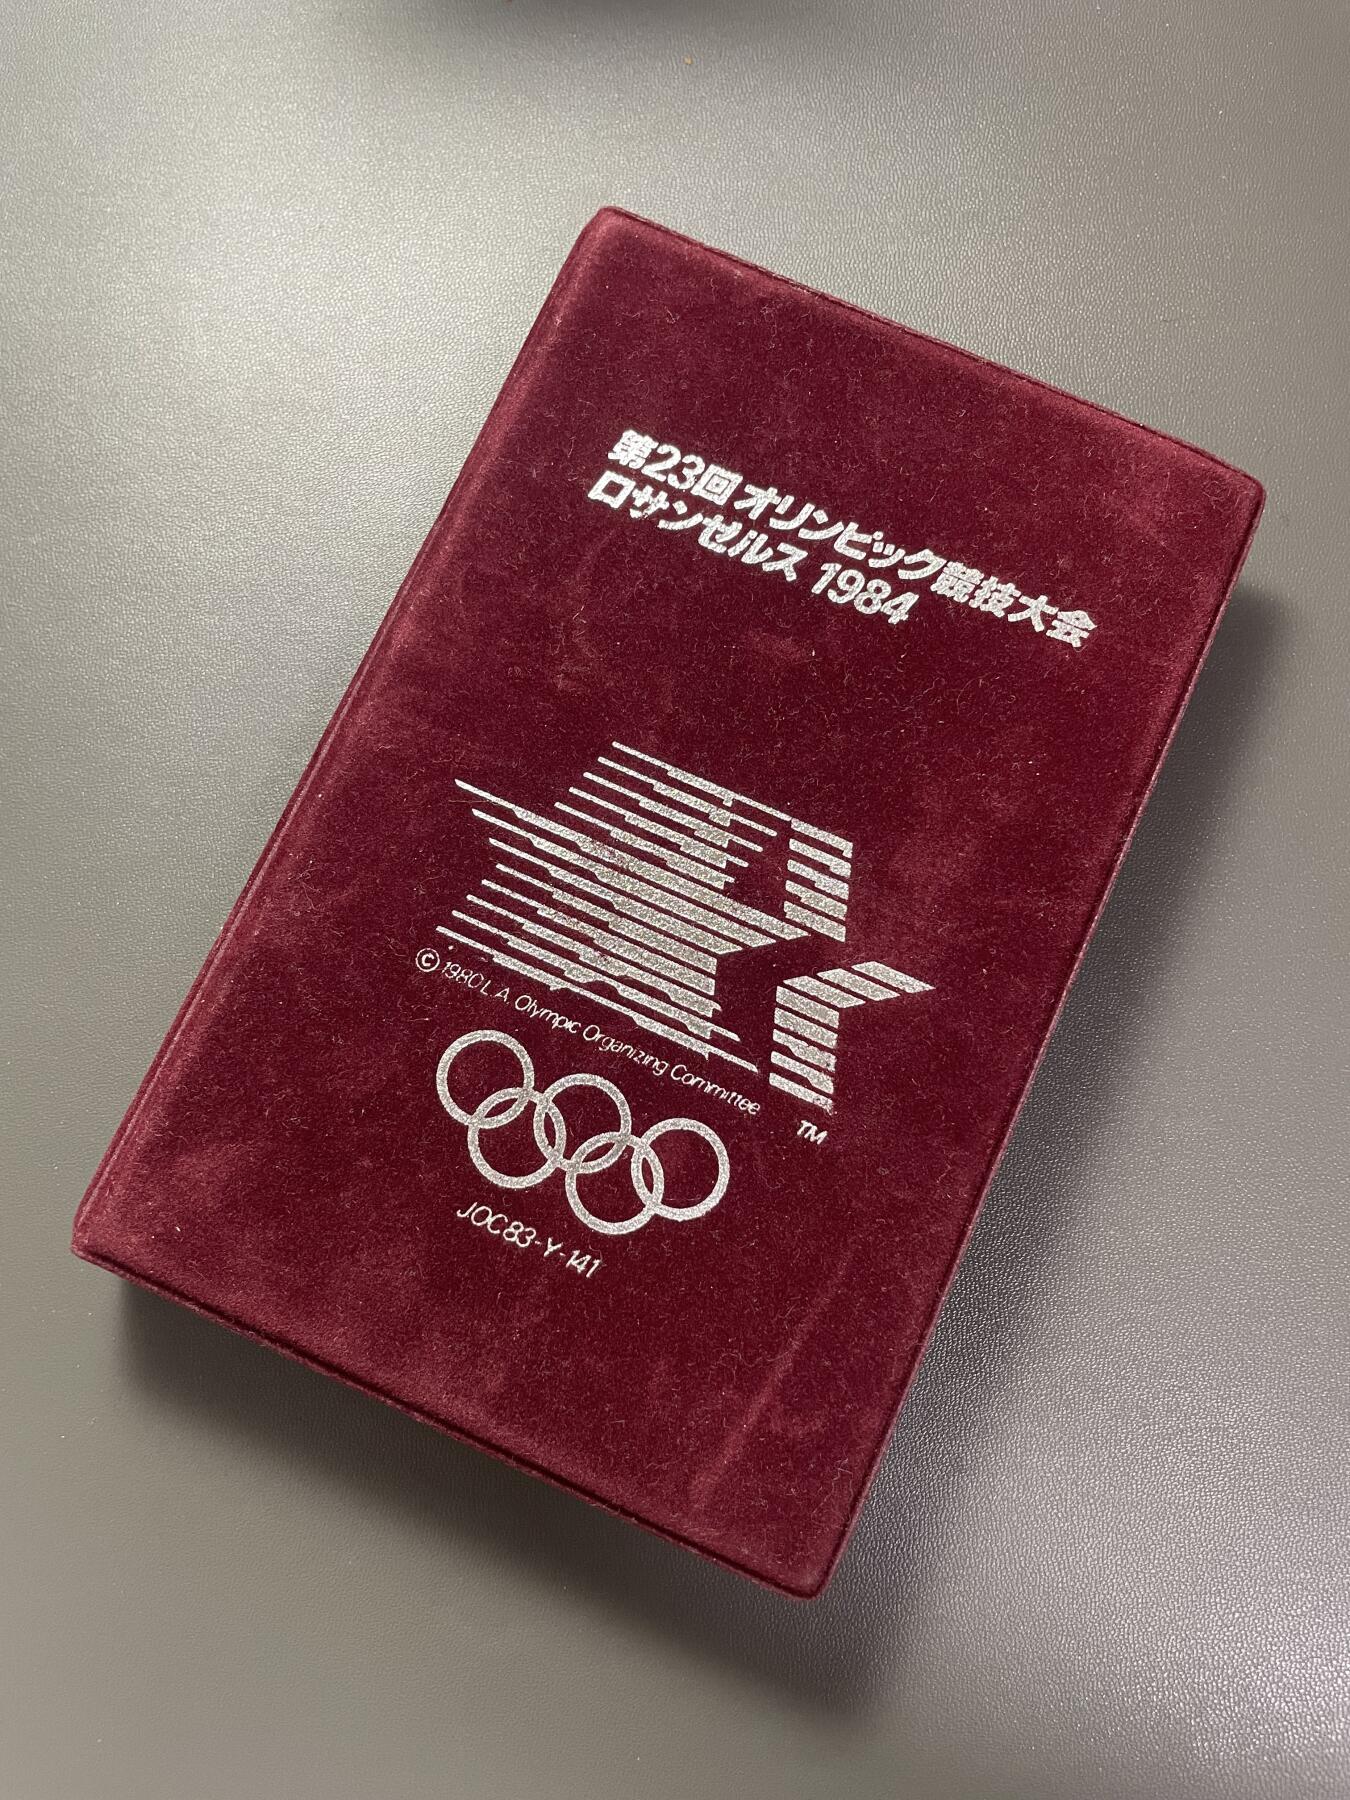 第23回オリンピック競技大会
ロサンゼルス 1984
© 1980 L.A. Olympic Organizing Committee
TM
JOC83-Y-141